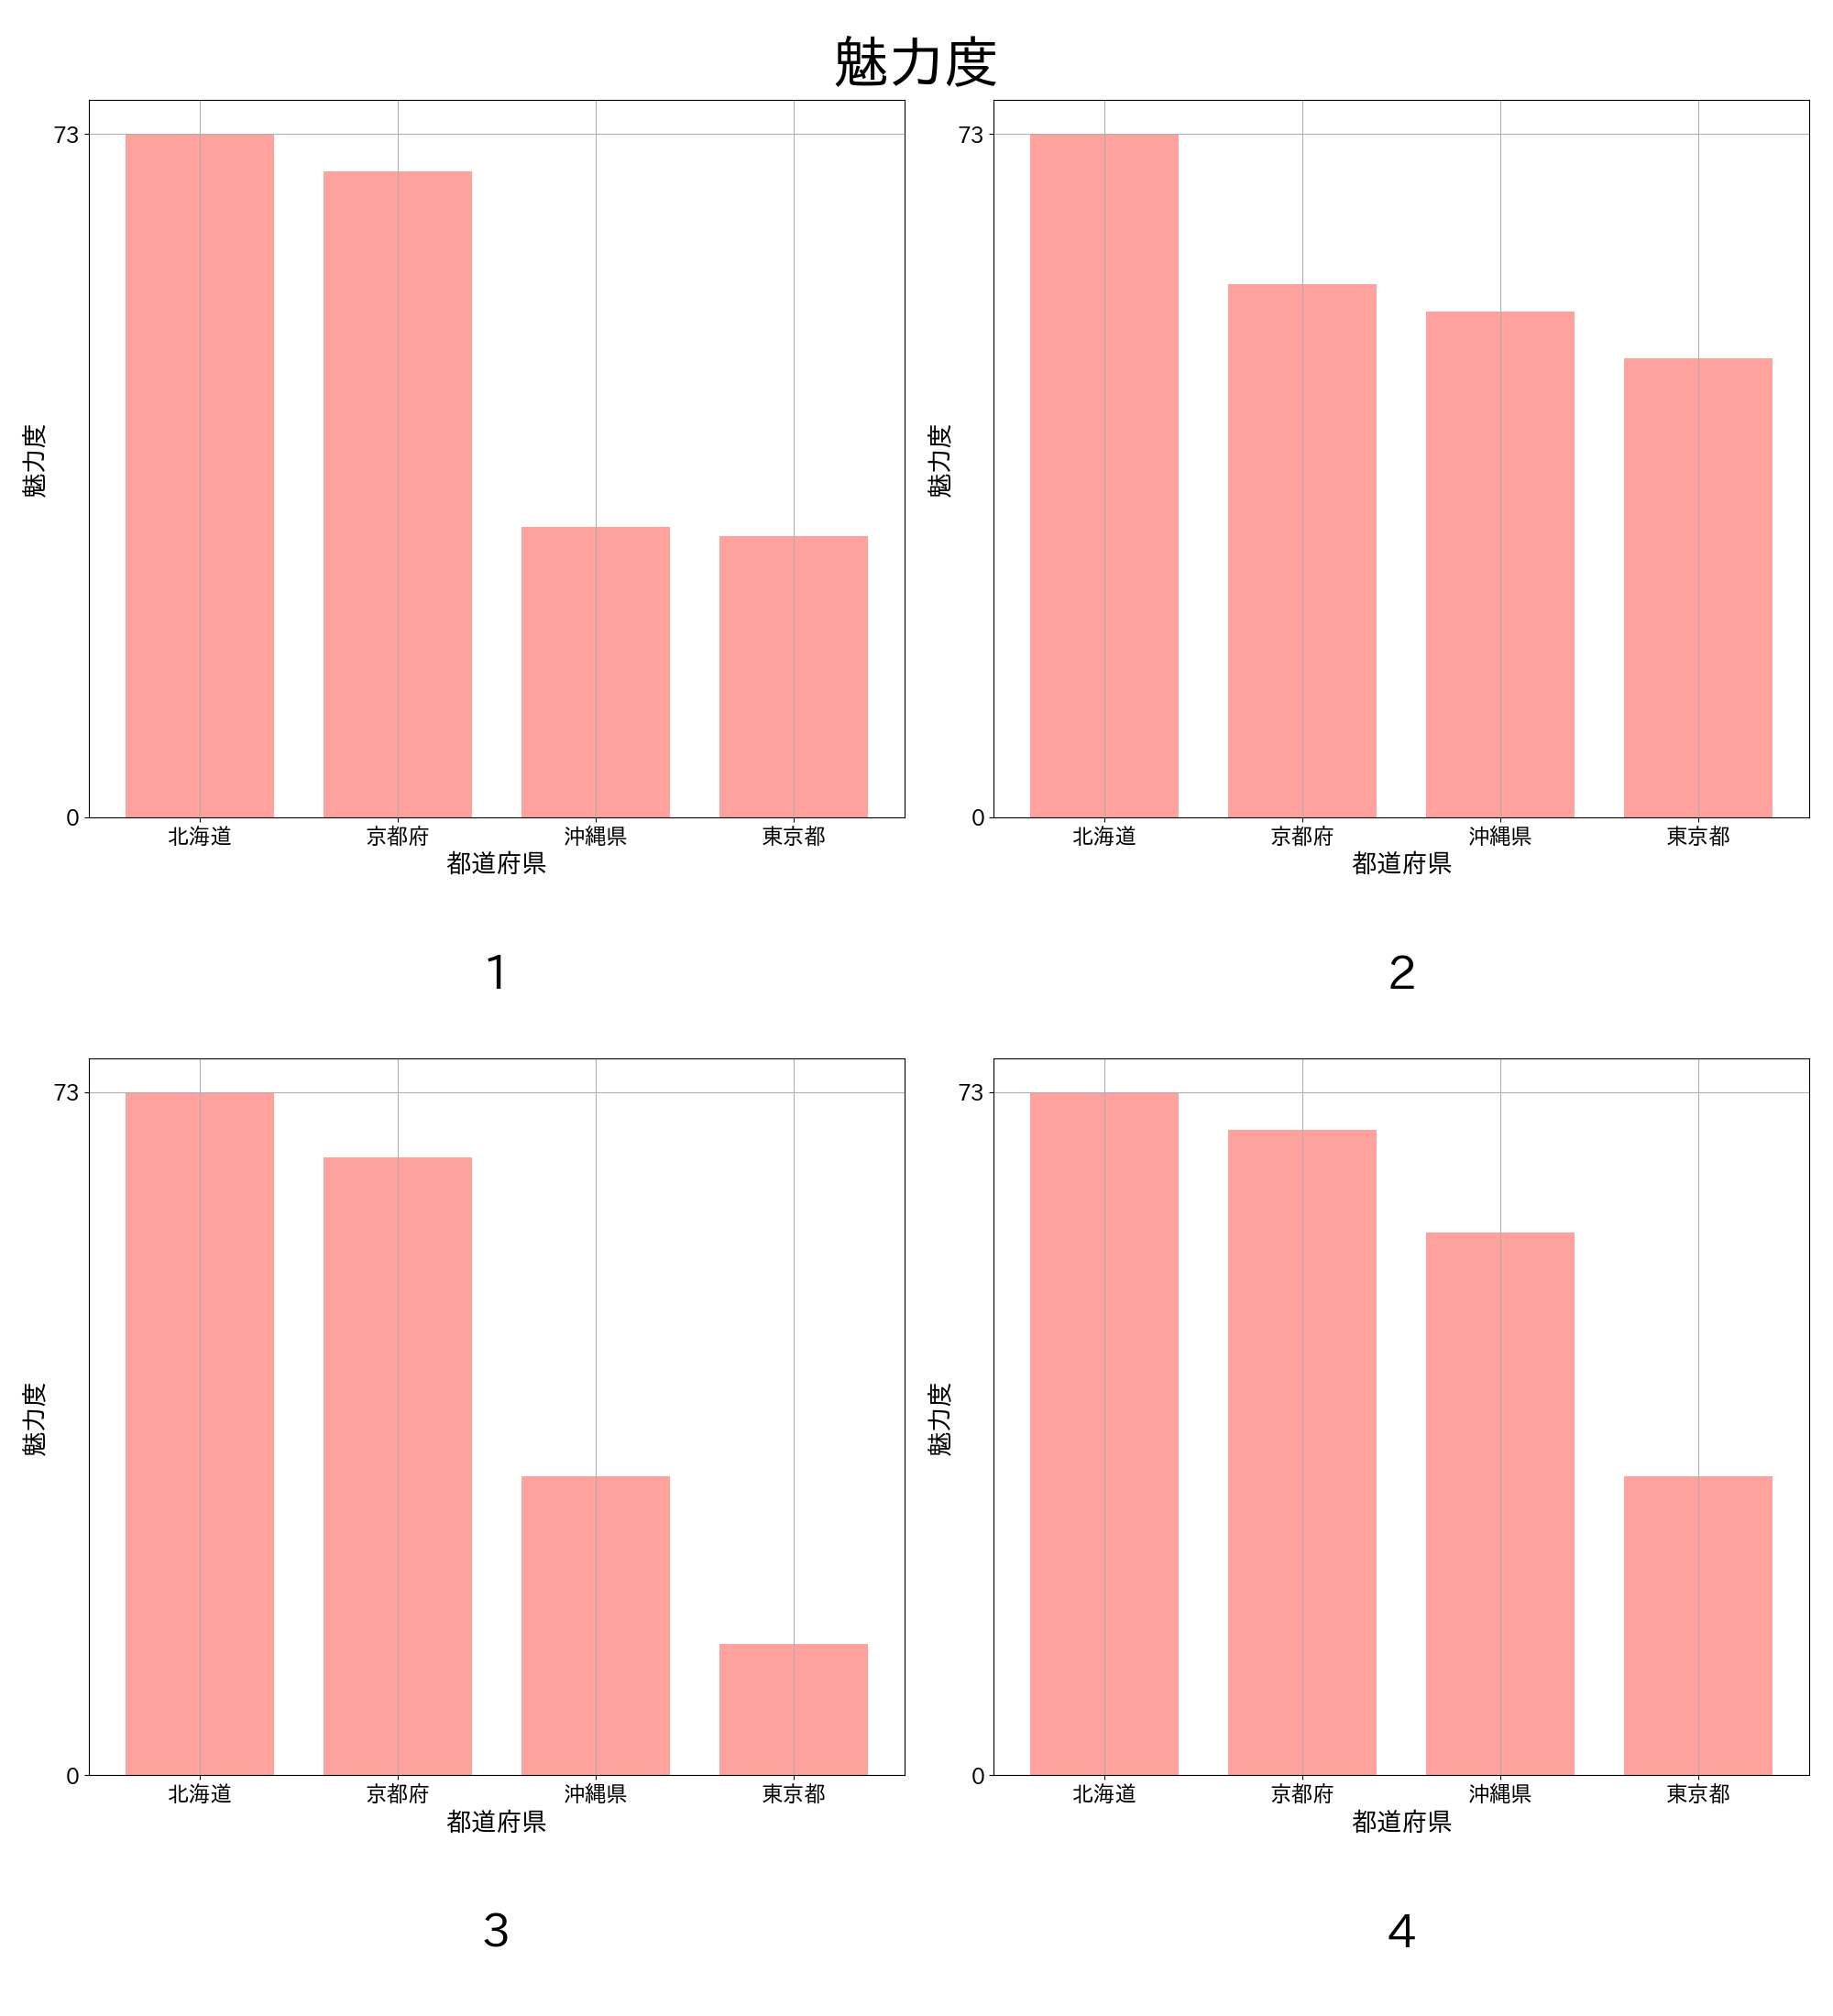 魅力度
73
73
魅力度
魅力度
0
0
北海道 京都府 沖縄県 東京都
北海道 京都府 沖縄県 東京都
都道府県
都道府県
1
2
73
73
魅力度
魅力度
0
0
北海道 京都府 沖縄県 東京都
北海道 京都府 沖縄県 東京都
都道府県
都道府県
3
4